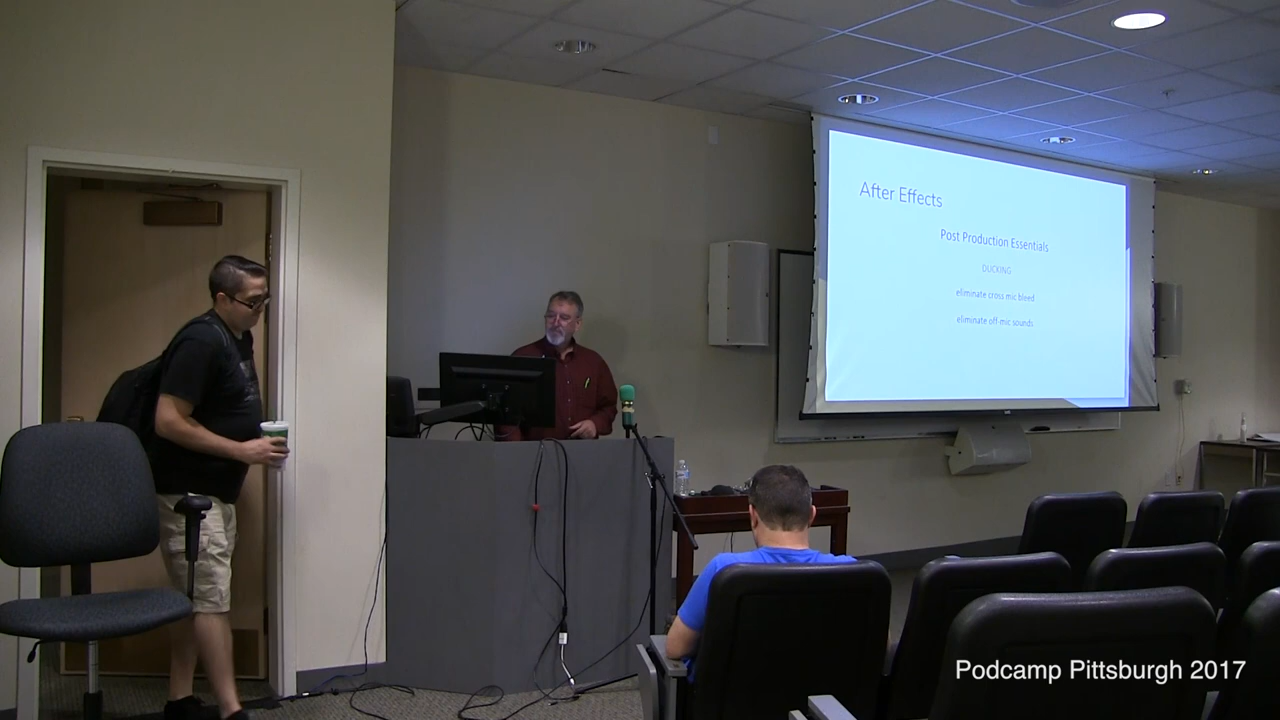 After Effects
Post Production Essentials
DUCKING
eliminate cross mic bleed
eliminate off-mic sounds
Podcamp Pittsburgh 2017